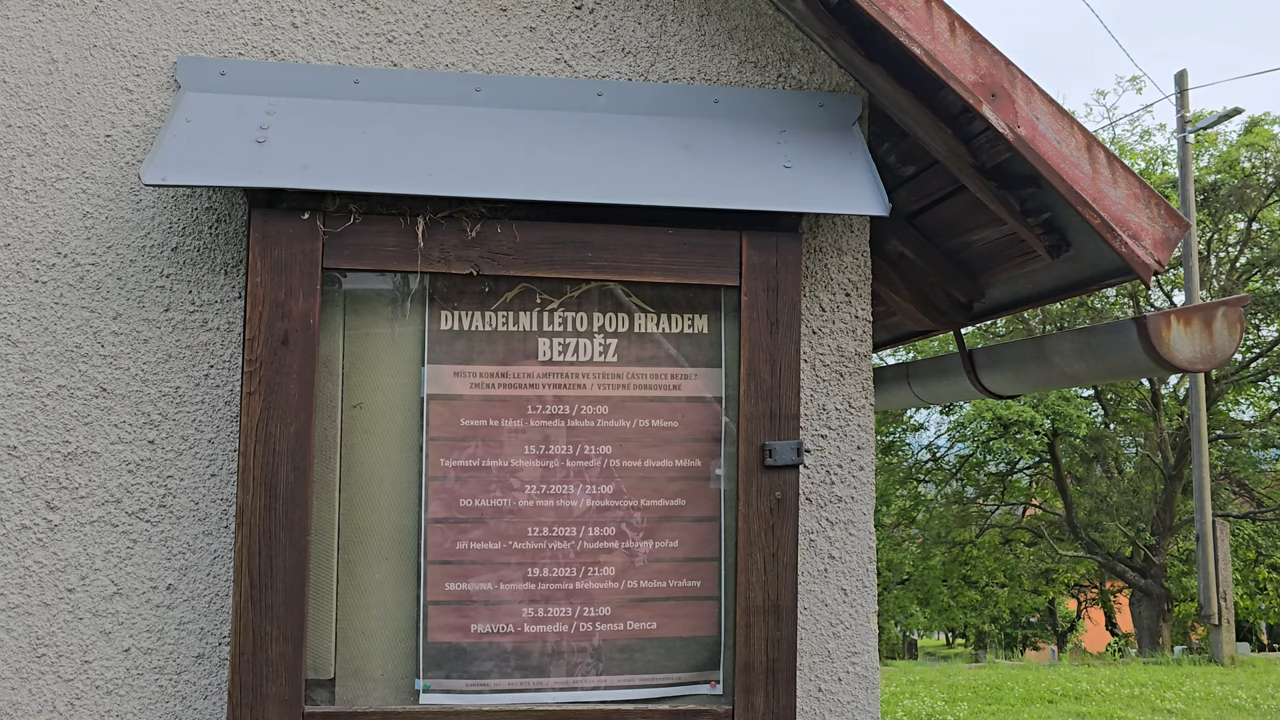 DIVADELNÍ LÉTO POD HRADEM
BEZDĚZ
MÍSTO KONÁNÍ: LETNÍ AMFITEÁTR VE STŘEDNÍ ČÁSTI OBCE BEZDĚZ
ZMĚNA PROGRAMU VYHRAZENA / VSTUPNÉ DOBROVOLNÉ
1.7.2023 / 20:00
Sexem ke štěstí - komedia Jakuba Zindulky / DS Mšeno
15.7.2023 / 21:00
Tajemství zámku Scheisburgů - komedie / DS nové divadlo Mělník
22.7.2023 / 21:00
DO KALHOT! - one man show / Broukovcovo Kamdivadlo
12.8.2023 / 18:00
Jiří Helekal - "Archivní výběr" / hudebně zábavný pořad
19.8.2023 / 21:00
SBOROVNA - komedie Jaromíra Břehového / DS Mošna Vraňany
25.8.2023 / 21:00
PRAVDA - komedie / DS Sensa Denca